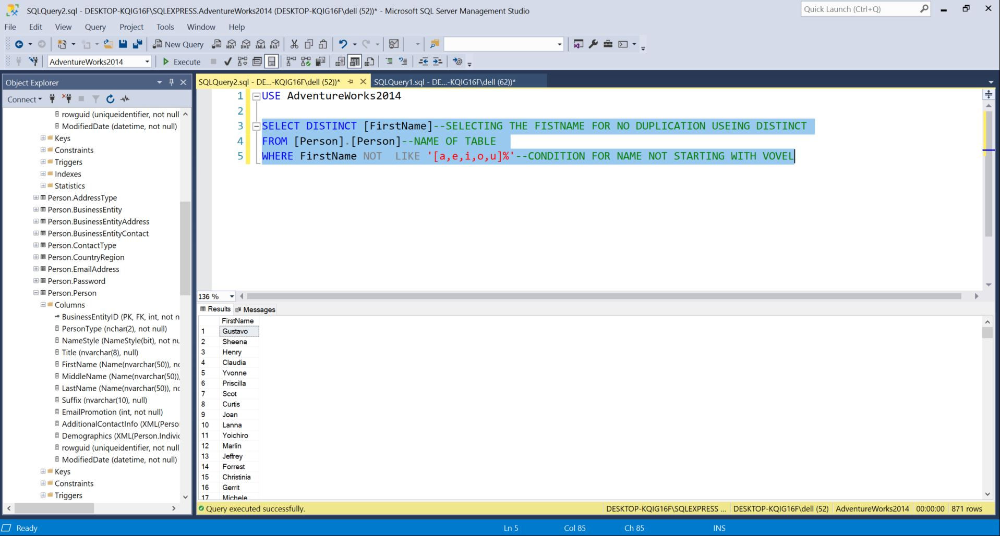 SQLQuery2.sql - DESKTOP-KQIG16F\SQLEXPRESS.AdventureWorks2014 (DESKTOP-KQIG16F\dell (52))* - Microsoft SQL Server Management Studio
Quick Launch (Ctrl+Q)
File Edit View Query Project Tools Window Help
New Query MDX DMX XMLA DAX
AdventureWorks2014 Execute
Object Explorer
Connect
rowguid (uniqueidentifier, not null
ModifiedDate (datetime, not null)
Keys
Constraints
Triggers
Indexes
Statistics
Person.AddressType
Person.BusinessEntity
Person.BusinessEntityAddress
Person.BusinessEntityContact
Person.ContactType
Person.CountryRegion
Person.EmailAddress
Person.Password
Person.Person
Columns
BusinessEntityID (PK, FK, int, not n
PersonType (nchar(2), not null)
NameStyle (NameStyle(bit), not nu
Title (nvarchar(8), null)
FirstName (Name(nvarchar(50)), no
MiddleName (Name(nvarchar(50)),
LastName (Name(nvarchar(50)), no
Suffix (nvarchar(10), null)
EmailPromotion (int, not null)
AdditionalContactInfo (XML(Perso
Demographics (XML(Person.Individ
rowguid (uniqueidentifier, not null
ModifiedDate (datetime, not null)
Keys
Constraints
Triggers
SQLQuery2.sql - DE...-KQIG16F\dell (52))* SQLQuery1.sql - DE...-KQIG16F\dell (62))*
1 USE AdventureWorks2014
2
3 SELECT DISTINCT [FirstName]--SELECTING THE FISTNAME FOR NO DUPLICATION USEING DISTINCT
4 FROM [Person].[Person]--NAME OF TABLE
5 WHERE FirstName NOT  LIKE '[a,e,i,o,u]%'--CONDITION FOR NAME NOT STARTING WITH VOVEL
136 %
Results Messages
FirstName
1 Gustavo
2 Sheena
3 Henry
4 Claudia
5 Yvonne
6 Priscilla
7 Scot
8 Curtis
9 Joan
10 Lanna
11 Yoichiro
12 Marlin
13 Jeffrey
14 Forrest
15 Christinia
16 Gerrit
17 Michele
Query executed successfully. DESKTOP-KQIG16F\SQLEXPRESS ... DESKTOP-KQIG16F\dell (52) AdventureWorks2014 00:00:00 871 rows
Ready Ln 5 Col 85 Ch 85 INS